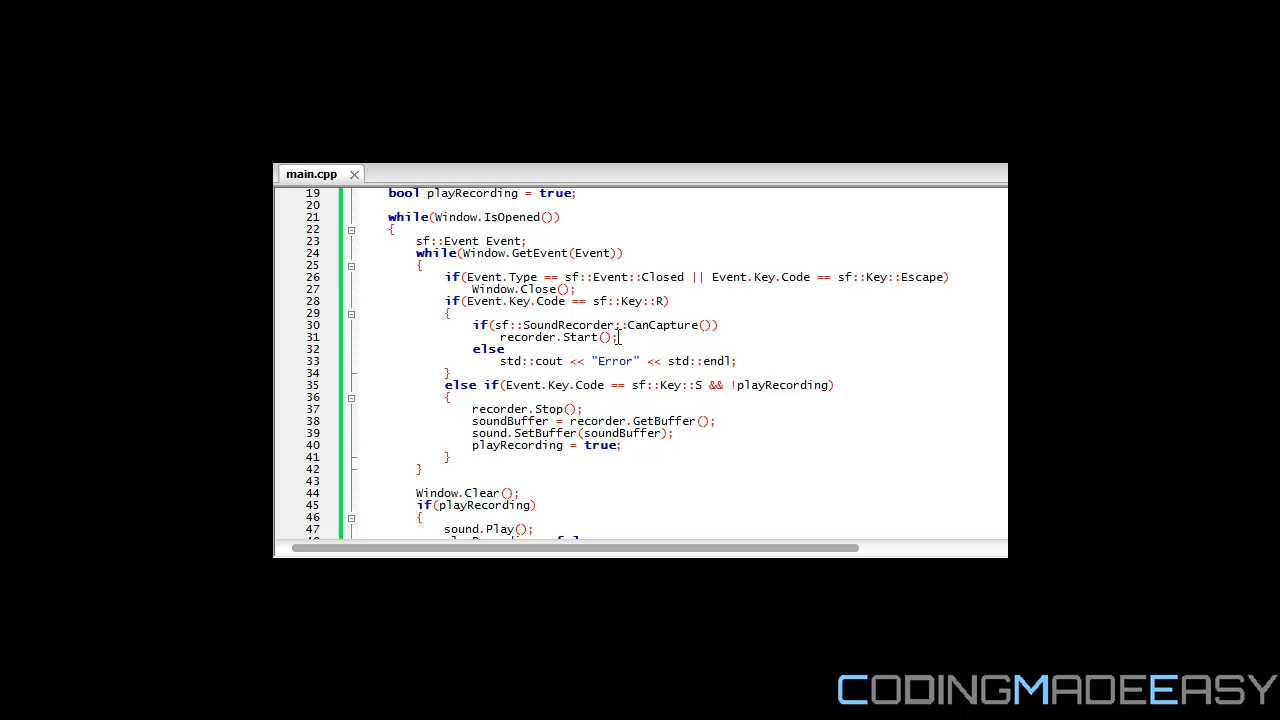 main.cpp
19 bool playRecording = true;
20
21 while(Window.IsOpened())
22 {
23 sf::Event Event;
24 while(Window.GetEvent(Event))
25 {
26 if(Event.Type == sf::Event::Closed || Event.Key.Code == sf::Key::Escape)
27 Window.Close();
28 if(Event.Key.Code == sf::Key::R)
29 {
30 if(sf::SoundRecorder::CanCapture())
31 recorder.Start();
32 else
33 std::cout << "Error" << std::endl;
34 }
35 else if(Event.Key.Code == sf::Key::S && !playRecording)
36 {
37 recorder.Stop();
38 soundBuffer = recorder.GetBuffer();
39 sound.SetBuffer(soundBuffer);
40 playRecording = true;
41 }
42 }
43
44 Window.Clear();
45 if(playRecording)
46 {
47 sound.Play();
CODINGMADEEASY